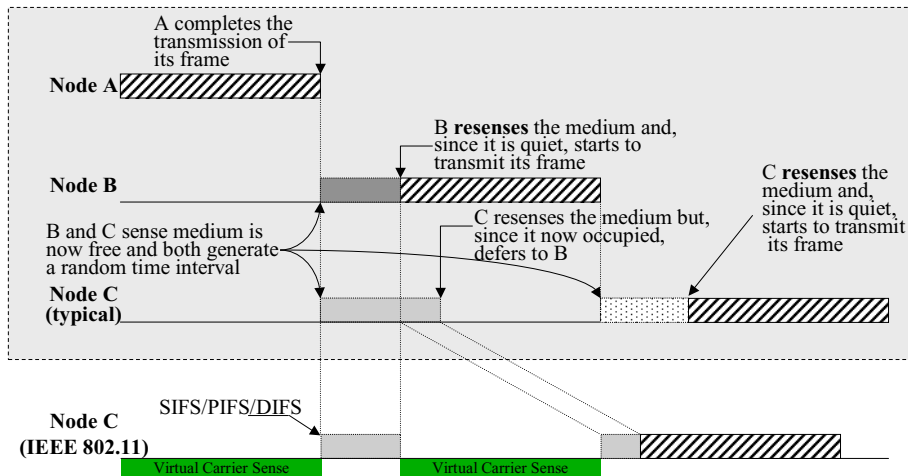 A completes the
transmission of
its frame
Node A
B resenses the medium and,
since it is quiet, starts to
transmit its frame
Node B
C resenses the
medium and,
since it is quiet,
starts to transmit
its frame
C resenses the medium but,
since it now occupied,
defers to B
B and C sense medium is
now free and both generate
a random time interval
Node C
(typical)
SIFS/PIFS/DIFS
Node C
(IEEE 802.11)
Virtual Carrier Sense
Virtual Carrier Sense